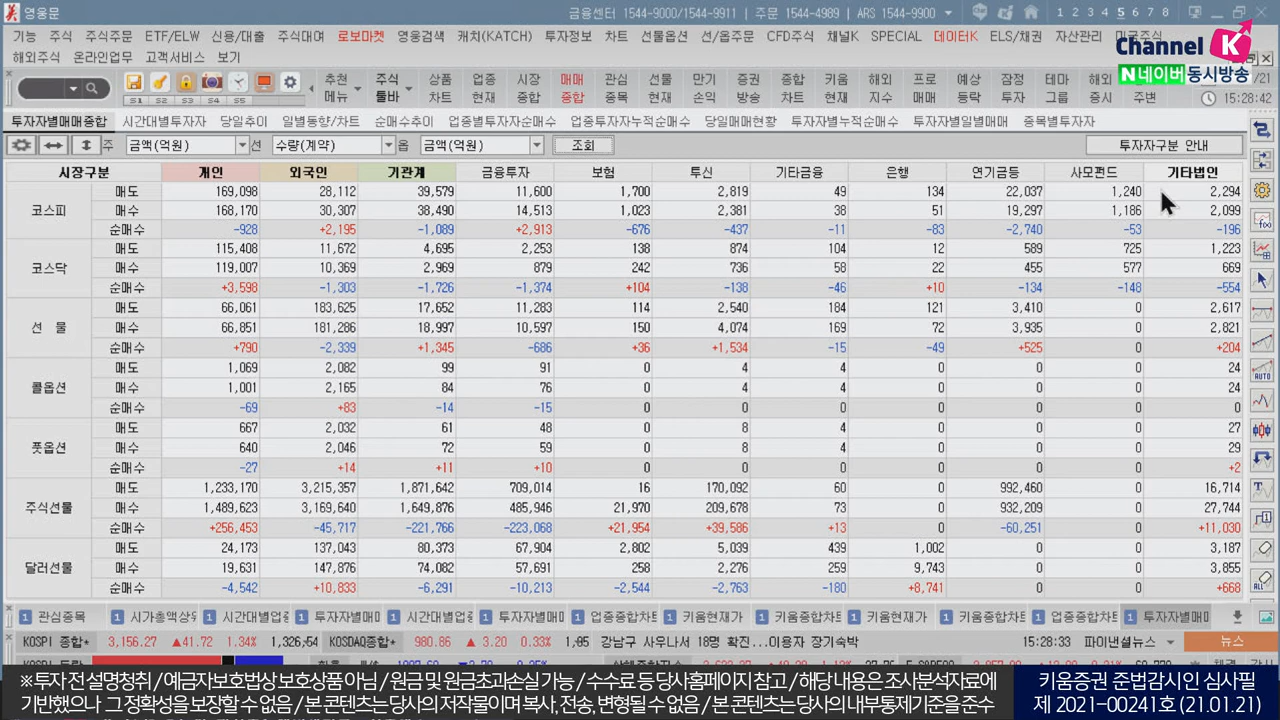 영웅문 금융센터 1544-9000/1544-9911 | 주문 1544-4989 | ARS 1544-9900 1 2 3 4 5 6 7 8
기능 주식 주식주문 ETF/ELW 신용/대출 주식대여 로보마켓 영웅검색 캐치(KATCH) 투자정보 차트 선물옵션 선/옵주문 CFD주문 채널K SPECIAL 데이터K ELS/채권 자산관리
해외주식 온라인업무 고객서비스 보기
Channel K
N네이버 동시방송
추천 메뉴 주식 툴바 상품 차트 업종 현재 시장 종합 매매 종합 관심 종목 선물 현재 만기 손익 증권 방송 종합 차트 키움 현재 해외 지수 프로 매매 예상 등락 잠정 투자 테마 그룹 해외 증시 주변
S1 S2 S3 S4 S5
15:28:42
투자자별매매종합 시간대별투자자 당일추이 일별동향/차트 순매수추이 업종별투자자순매수 업종투자자누적순매수 당일매매현황 투자자별누적순매수 투자자별일별매매 종목별투자자
주 금액(억원) 선 수량(계약) 옵 금액(억원) 조회 투자자구분 안내
시장구분 개인 외국인 기관계 금융투자 보험 투신 기타금융 은행 연기금등 사모펀드 기타법인
코스피 매도 169,098 28,112 39,579 11,600 1,700 2,819 49 134 22,037 1,240 2,294
매수 168,170 30,307 38,490 14,513 1,023 2,381 38 51 19,297 1,186 2,099
순매수 -928 +2,195 -1,089 +2,913 -676 -437 -11 -83 -2,740 -53 -196
코스닥 매도 115,408 11,672 4,695 2,253 138 874 104 12 589 725 1,223
매수 119,007 10,369 2,969 879 242 736 58 22 455 577 669
순매수 +3,598 -1,303 -1,726 -1,374 +104 -138 -46 +10 -134 -148 -554
선 물 매도 66,061 183,625 17,652 11,283 114 2,540 184 121 3,410 0 2,617
매수 66,851 181,286 18,997 10,597 150 4,074 169 72 3,935 0 2,821
순매수 +790 -2,339 +1,345 -686 +36 +1,534 -15 -49 +525 0 +204
콜옵션 매도 1,069 2,082 99 91 0 4 4 0 0 0 24
매수 1,001 2,165 84 76 0 4 4 0 0 0 24
순매수 -69 +83 -14 -15 0 0 0 0 0 0 0
풋옵션 매도 667 2,032 61 48 0 8 4 0 0 0 27
매수 640 2,046 72 59 0 8 4 0 0 0 29
순매수 -27 +14 +11 +10 0 0 0 0 0 0 +2
주식선물 매도 1,233,170 3,215,357 1,871,642 709,014 16 170,092 60 0 992,460 0 16,714
매수 1,489,623 3,169,640 1,649,876 485,946 21,970 209,678 73 0 932,209 0 27,744
순매수 +256,453 -45,717 -221,766 -223,068 +21,954 +39,586 +13 0 -60,251 0 +11,030
달러선물 매도 24,173 137,043 80,373 67,904 2,802 5,039 439 1,002 0 0 3,187
매수 19,631 147,876 74,082 57,691 258 2,276 259 9,743 0 0 3,855
순매수 -4,542 +10,833 -6,291 -10,213 -2,544 -2,763 -180 +8,741 0 0 +668
1 관심종목 1 시가총액상위 1 시간대별업종 1 투자자별매매 1 시간대별업종 1 투자자별매매 1 업종종합차트 1 키움현재가 1 키움종합차트 1 키움현재가 1 키움종합차트 1 업종종합차트 1 투자자별매매
KOSPI 종합* 3,156.27 ▲41.72 1.34% 1,326,54 KOSDAQ종합* 980.86 ▲ 3.20 0.33% 강남구 사우나서 18명 확진...이용자 장기숙박 15:28:33 파이낸셜뉴스 뉴스
※ 투자 전 설명청취 / 예금자보호법상 보호상품 아님 / 원금 및 원금초과손실 가능 / 수수료 등 당사홈페이지 참고 / 해당 내용은 조사분석자료에
기반했으나 그 정확성을 보장할 수 없음 / 본 콘텐츠는 당사의 저작물이며 복사, 전송, 변형될 수 없음 / 본 콘텐츠는 당사의 내부통제기준을 준수
키움증권 준법감시인 심사필
제 2021-00241호 (21.01.21)